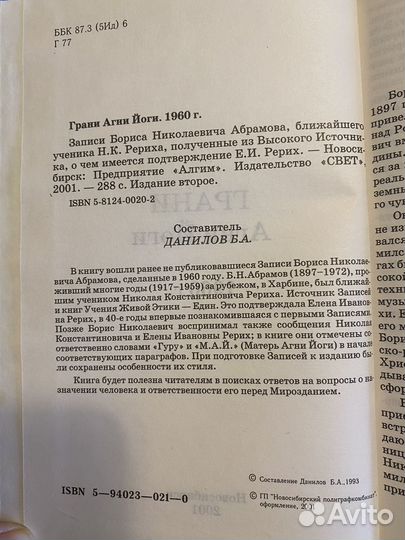 ББК 87.3 (5Ид) 6
Г 77
Грани Агни Йоги. 1960 г.
Записи Бориса Николаевича Абрамова, ближайшего
ученика Н.К. Рериха, полученные из Высокого Источни-
ка, о чем имеется подтверждение Е.И. Рерих. — Новоси-
бирск: Предприятие «Алгим». Издательство «СВЕТ».
2001. — 288 с. Издание второе.
ISBN 5-8124-0020-2
Составитель
ДАНИЛОВ Б.А.
В книгу вошли ранее не публиковавшиеся Записи Бориса Никола-
евича Абрамова, сделанные в 1960 году. Б.Н.Абрамов (1897–1972), про-
живший многие годы (1917–1959) за рубежом, в Харбине, был ближай-
шим учеником Николая Константиновича Рериха. Источник Записей
и книг Учения Живой Этики — Един. Это подтверждала Елена Иванов-
на Рерих, в 40-е годы впервые познакомившаяся с первыми Записями.
Позже Борис Николаевич воспринимал также сообщения Николая
Константиновича и Елены Ивановны Рерих; в книге они отмечены со-
ответственно словами «Гуру» и «М.А.Й.» (Матерь Агни Йоги) в начале
соответствующих параграфов. При подготовке Записей к изданию бы-
ли сохранены особенности их стиля.
Книга будет полезна читателям в поисках ответов на вопросы о на-
значении человека и ответственности его перед Мирозданием.
© Составление Данилов Б.А.,1993
ISBN 5—94023—021—0
© ГП "Новосибирский полиграфкомбинат",
оформление, 2001
Avito